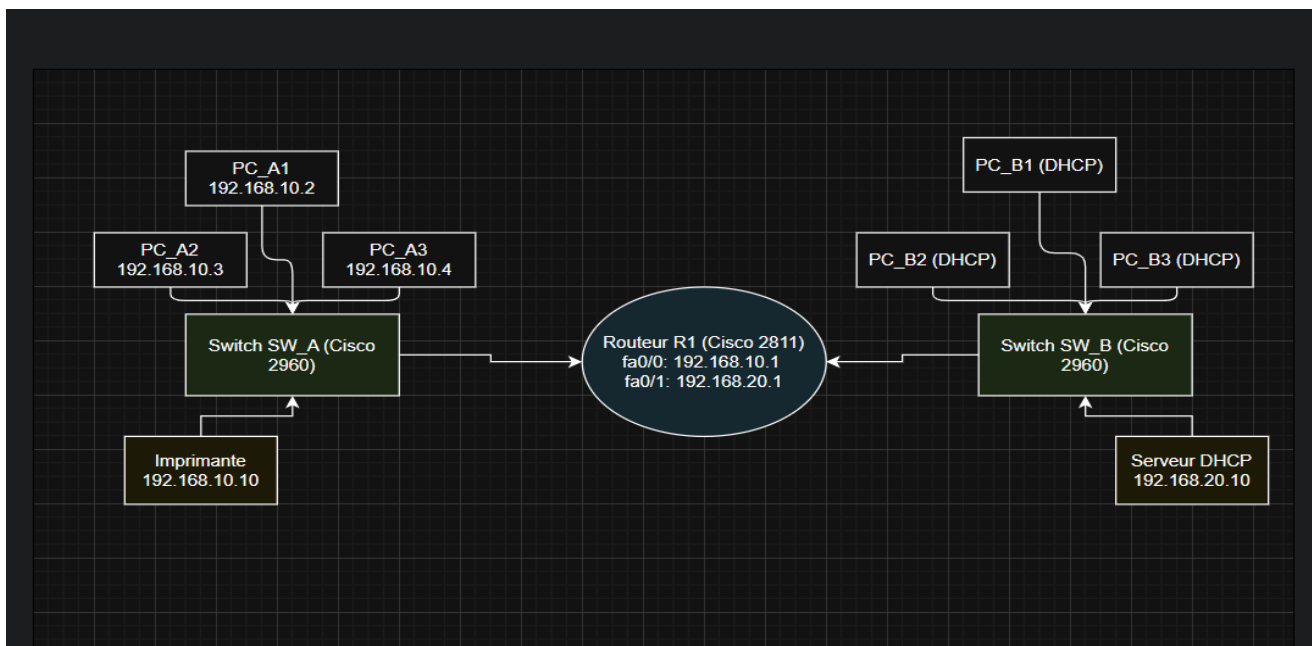 PC_A1
192.168.10.2
PC_A2
192.168.10.3
PC_A3
192.168.10.4
Switch SW_A (Cisco
2960)
Imprimante
192.168.10.10
Routeur R1 (Cisco 2811)
fa0/0: 192.168.10.1
fa0/1: 192.168.20.1
PC_B1 (DHCP)
PC_B2 (DHCP)
PC_B3 (DHCP)
Switch SW_B (Cisco
2960)
Serveur DHCP
192.168.20.10